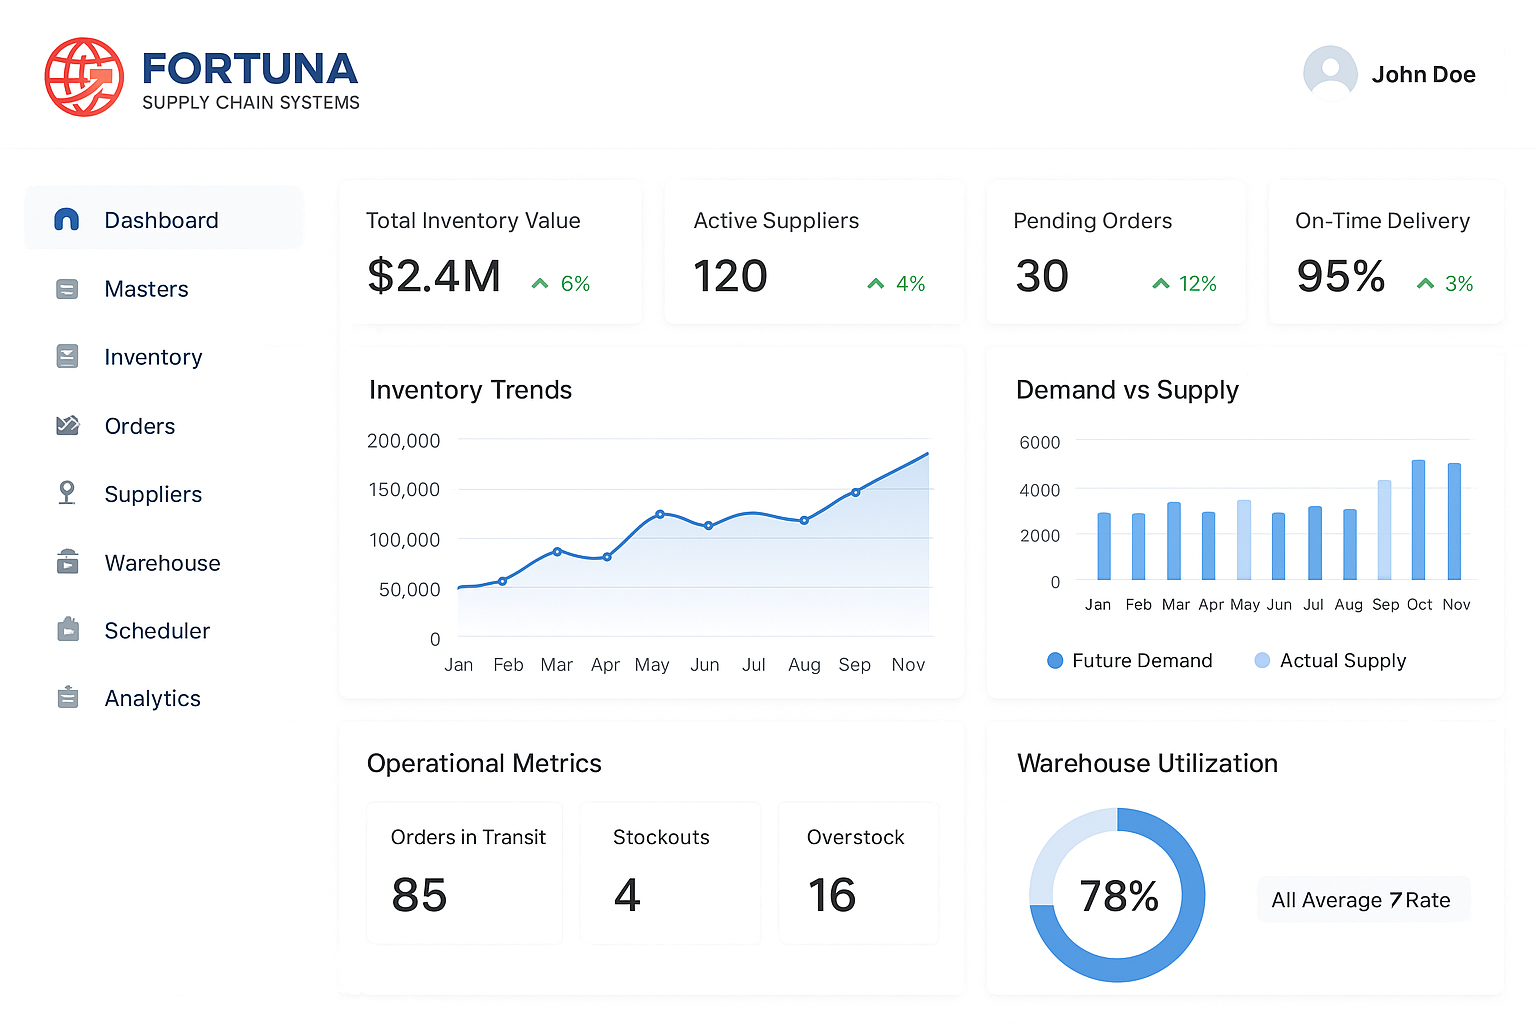 FORTUNA
SUPPLY CHAIN SYSTEMS
John Doe
Dashboard
Masters
Inventory
Orders
Suppliers
Warehouse
Scheduler
Analytics
Total Inventory Value
$2.4M 6%
Active Suppliers
120 4%
Pending Orders
30 12%
On-Time Delivery
95% 3%
Inventory Trends
200,000
150,000
100,000
50,000
0
Jan Feb Mar Apr May Jun Jul Aug Sep Nov
Demand vs Supply
6000
4000
2000
0
Jan Feb Mar Apr May Jun Jul Aug Sep Oct Nov
Future Demand Actual Supply
Operational Metrics
Orders in Transit
85
Stockouts
4
Overstock
16
Warehouse Utilization
78%
All Average 7 Rate